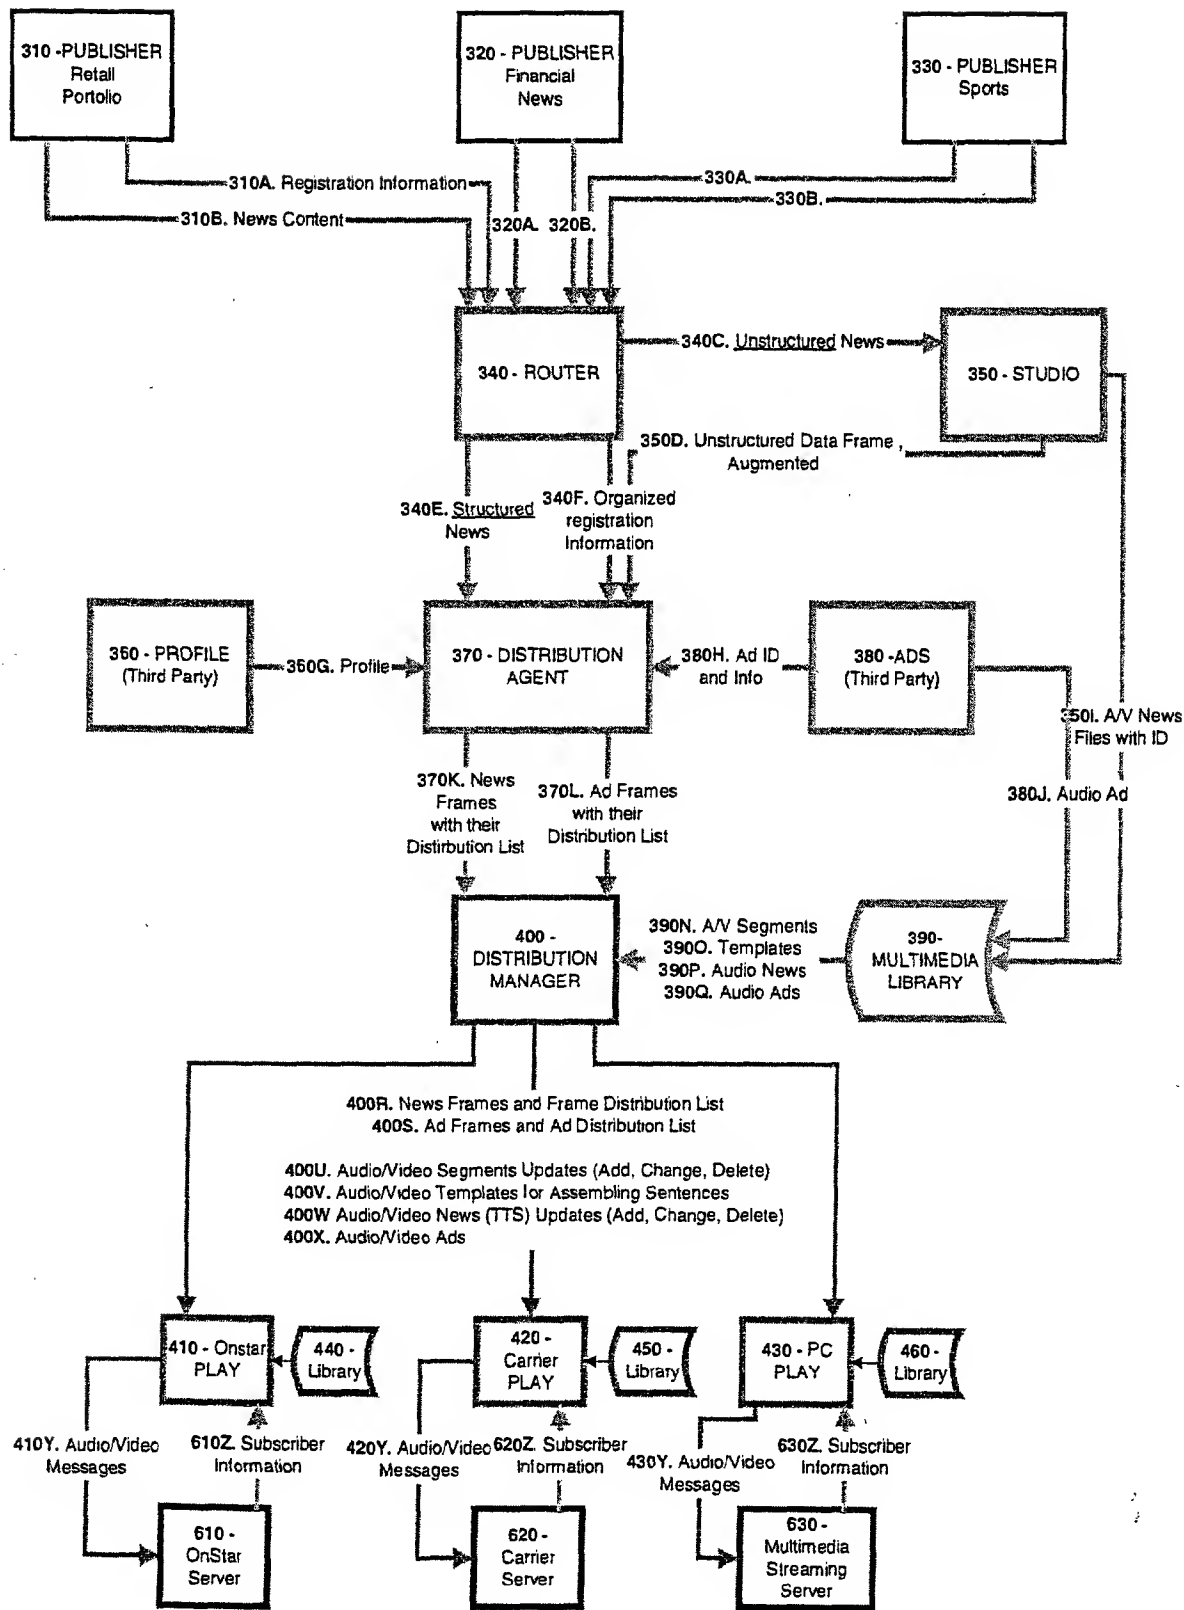 310 -PUBLISHER
Retail
Portolio
320 - PUBLISHER
Financial
News
330 - PUBLISHER
Sports
310A. Registration Information
330A.
330B.
310B. News Content
320A. 320B.
340 - ROUTER
340C. Unstructured News
350 - STUDIO
350D. Unstructured Data Frame ,
Augmented
340E. Structured
News
340F. Organized
registration
Information
360 - PROFILE
(Third Party)
360G. Profile
370 - DISTRIBUTION
AGENT
380H. Ad ID
and Info
380 -ADS
(Third Party)
350I. A/V News
Files with ID
380J. Audio Ad
370K. News
Frames
with their
Distirbution List
370L. Ad Frames
with their
Distribution List
400 -
DISTRIBUTION
MANAGER
390N. A/V Segments
390O. Templates
390P. Audio News
390Q. Audio Ads
390-
MULTIMEDIA
LIBRARY
400R. News Frames and Frame Distribution List
400S. Ad Frames and Ad Distribution List
400U. Audio/Video Segments Updates (Add, Change, Delete)
400V. Audio/Video Templates for Assembling Sentences
400W Audio/Video News (TTS) Updates (Add, Change, Delete)
400X. Audio/Video Ads
410 - Onstar
PLAY
440 -
Library
420 -
Carrier
PLAY
450 -
Library
430 - PC
PLAY
460 -
Library
410Y. Audio/Video
Messages
610Z. Subscriber
Information
420Y. Audio/Video
Messages
620Z. Subscriber
Information
430Y. Audio/Video
Messages
630Z. Subscriber
Information
610 -
OnStar
Server
620 -
Carrier
Server
630 -
Multimedia
Streaming
Server